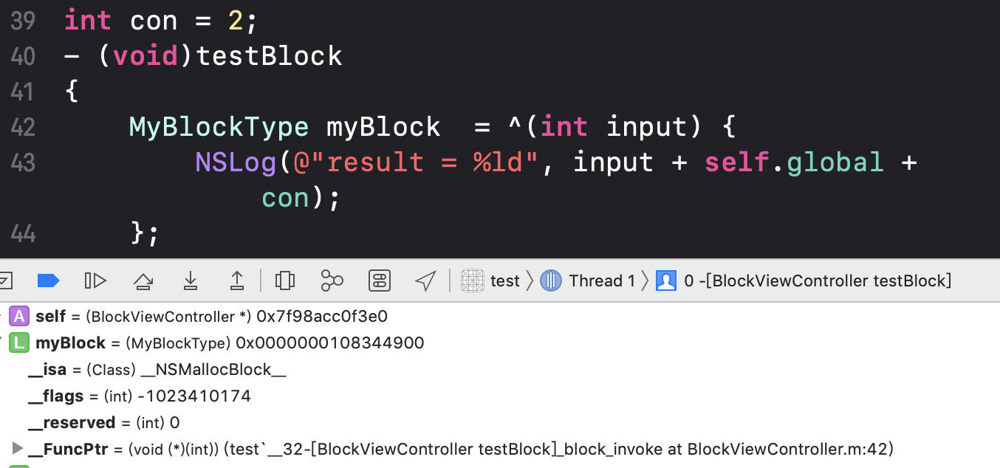 39 int con = 2;
40 - (void)testBlock
41 {
42 MyBlockType myBlock  = ^(int input) {
43 NSLog(@"result = %ld", input + self.global +
con);
44 };
test 〉 Thread 1 〉 0 -[BlockViewController testBlock]
A self = (BlockViewController *) 0x7f98acc0f3e0
L myBlock = (MyBlockType) 0x0000000108344900
__isa = (Class) __NSMallocBlock__
__flags = (int) -1023410174
__reserved = (int) 0
__FuncPtr = (void (*)(int)) (test`__32-[BlockViewController testBlock]_block_invoke at BlockViewController.m:42)